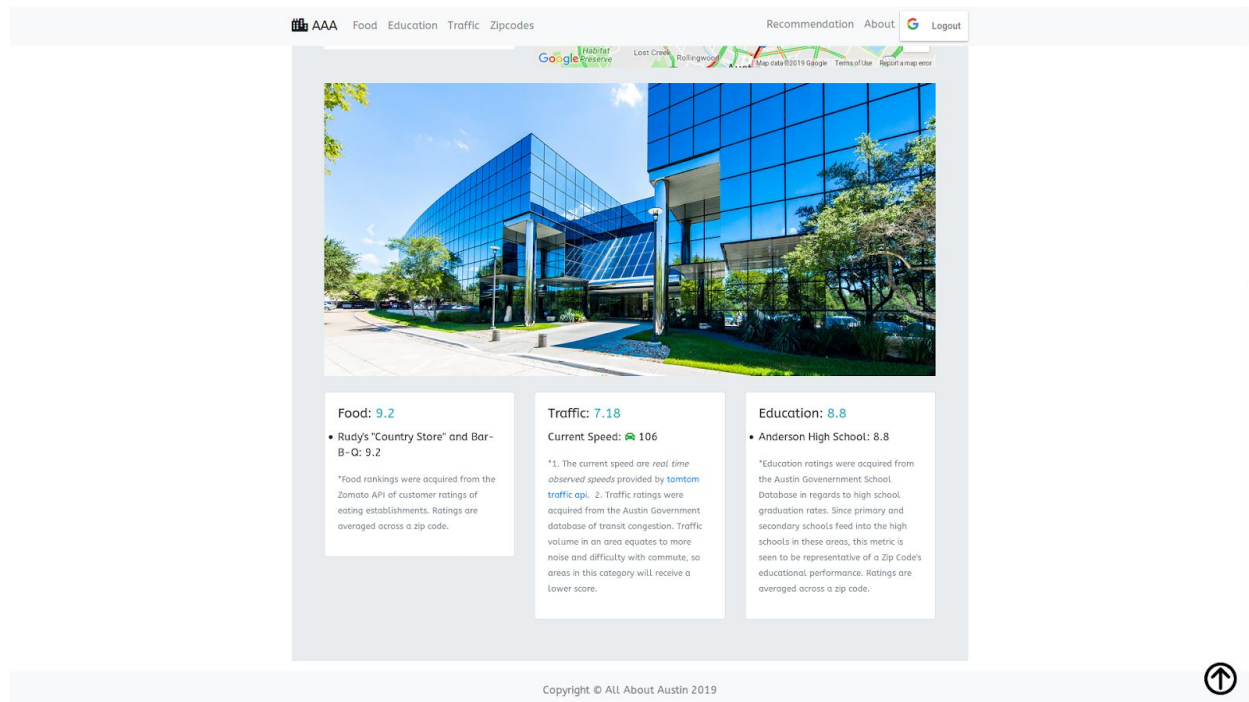 AAA Food Education Traffic Zipcodes Recommendation About Logout
Habitat
Preserve
Lost Creek
Rollingwood
Google
Map data ©2019 Google Terms of Use Report a map error
Food: 9.2
• Rudy's "Country Store" and Bar-
B-Q: 9.2
*Food rankings were acquired from the
Zomato API of customer ratings of
eating establishments. Ratings are
averaged across a zip code.
Traffic: 7.18
Current Speed: 106
*1. The current speed are real time
observed speeds provided by tomtom
traffic api. 2. Traffic ratings were
acquired from the Austin Government
database of transit congestion. Traffic
volume in an area equates to more
noise and difficulty with commute, so
areas in this category will receive a
lower score.
Education: 8.8
• Anderson High School: 8.8
*Education ratings were acquired from
the Austin Govenernment School
Database in regards to high school
graduation rates. Since primary and
secondary schools feed into the high
schools in these areas, this metric is
seen to be representative of a Zip Code's
educational performance. Ratings are
averaged across a zip code.
Copyright © All About Austin 2019